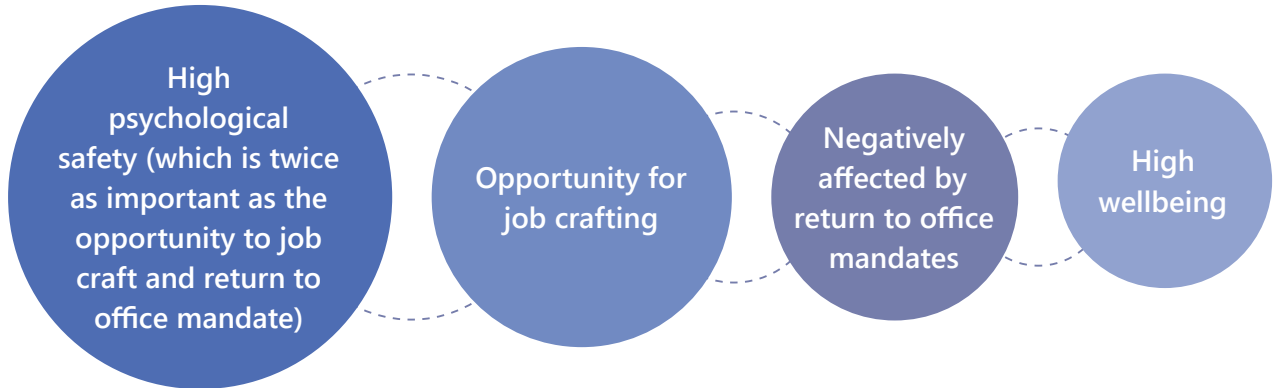 High
psychological
safety (which is twice
as important as the
opportunity to job
craft and return to
office mandate)
Opportunity for
job crafting
Negatively
affected by
return to office
mandates
High
wellbeing